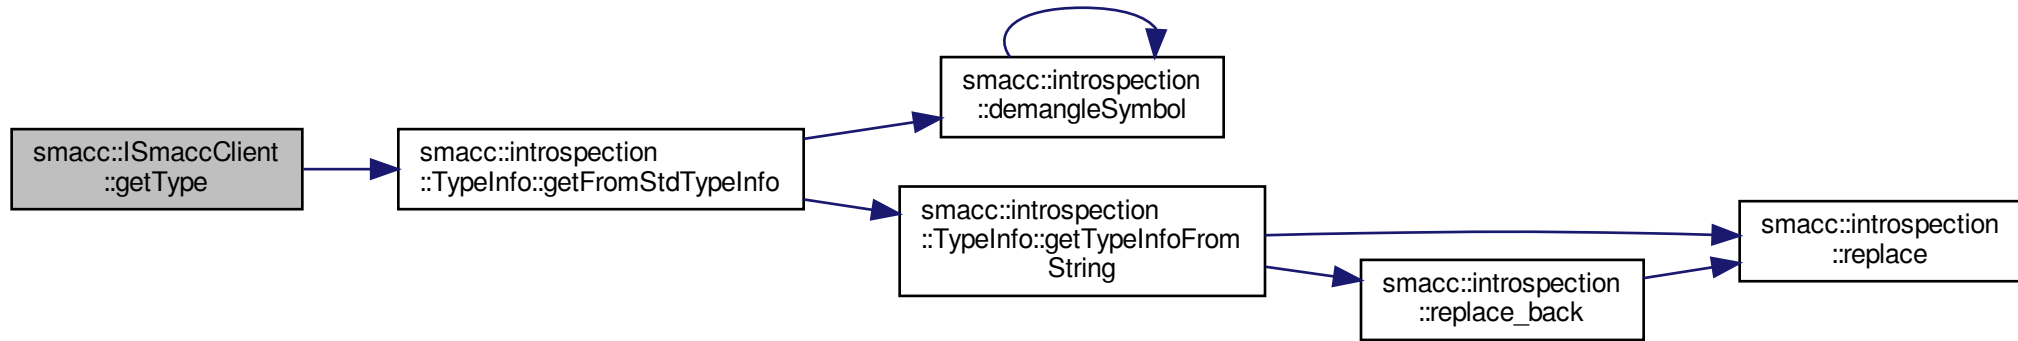 smacc::ISmaccClient
::getType
smacc::introspection
::TypeInfo::getFromStdTypeInfo
smacc::introspection
::demangleSymbol
smacc::introspection
::TypeInfo::getTypeInfoFrom
String
smacc::introspection
::replace_back
smacc::introspection
::replace